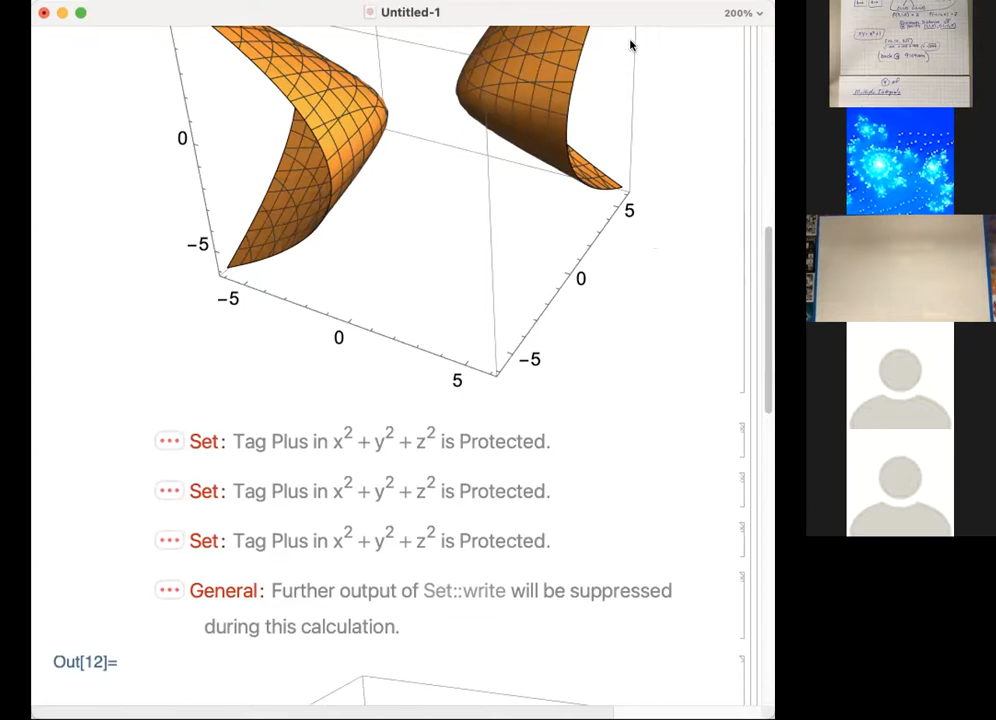 Untitled-1
200%
0
-5
-5
0
5
-5
0
5
••• Set: Tag Plus in x² + y² + z² is Protected.
••• Set: Tag Plus in x² + y² + z² is Protected.
••• Set: Tag Plus in x² + y² + z² is Protected.
••• General: Further output of Set::write will be suppressed
during this calculation.
Out[12]=
Multiple Integrals